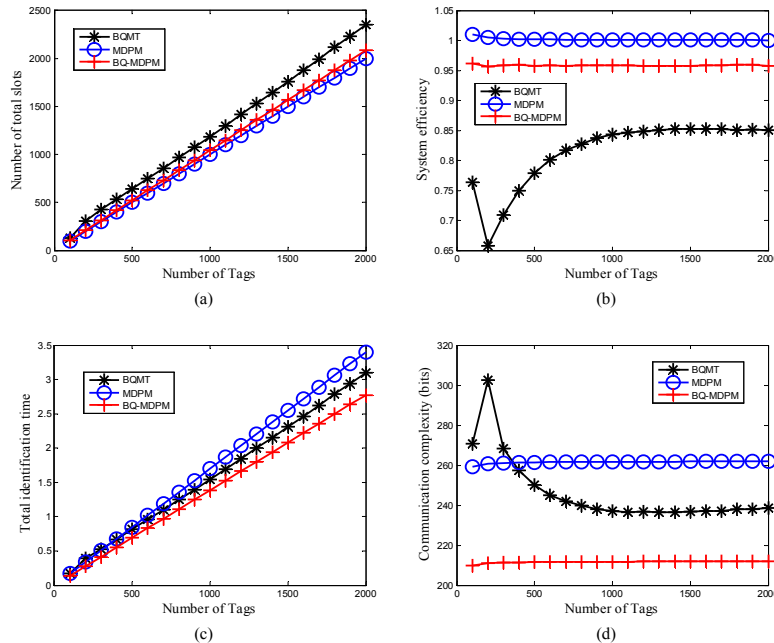 2500
2000
1500
1000
500
0
0
500
1000
1500
2000
Number of total slots
Number of Tags
BQMT
MDPM
BQ-MDPM
(a)
1.05
1
0.95
0.9
0.85
0.8
0.75
0.7
0.65
0
500
1000
1500
2000
System efficiency
Number of Tags
BQMT
MDPM
BQ-MDPM
(b)
3.5
3
2.5
2
1.5
1
0.5
0
0
500
1000
1500
2000
Total identification time
Number of Tags
BQMT
MDPM
BQ-MDPM
(c)
320
300
280
260
240
220
200
0
500
1000
1500
2000
Communication complexity (bits)
Number of Tags
BQMT
MDPM
BQ-MDPM
(d)